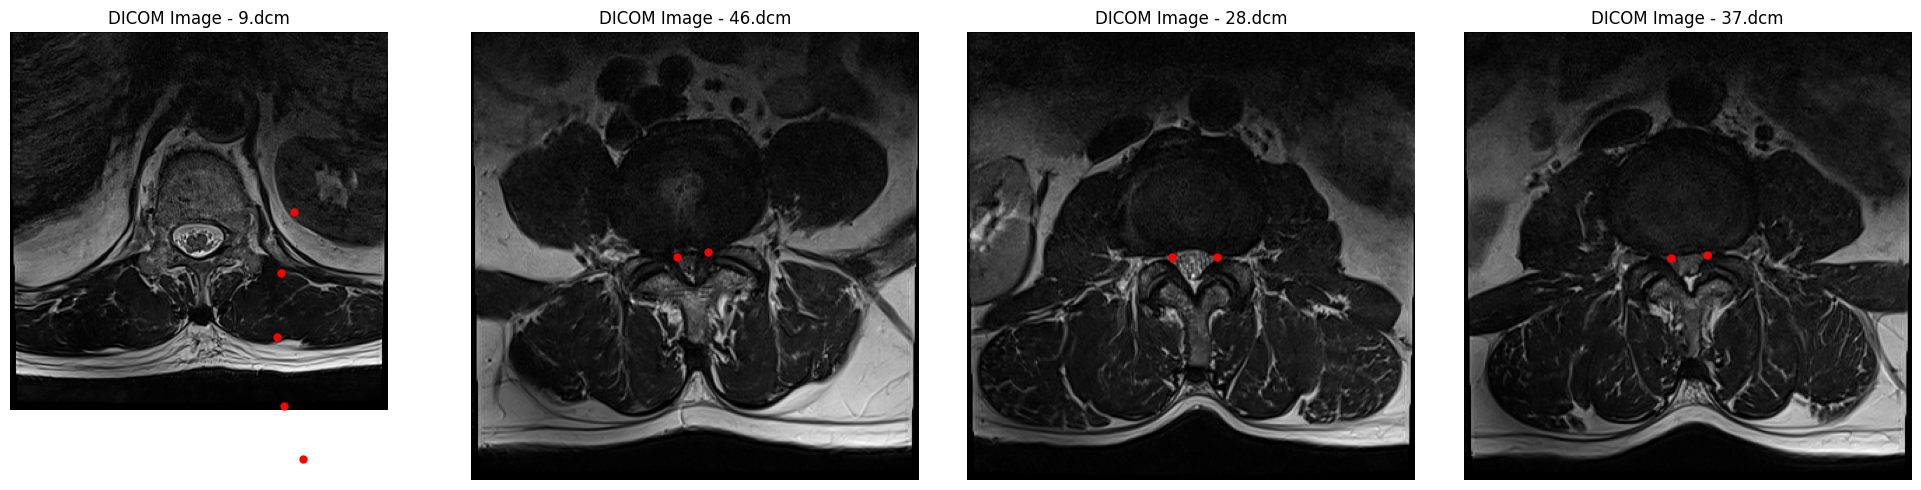 DICOM Image - 9.dcm
DICOM Image - 46.dcm
DICOM Image - 28.dcm
DICOM Image - 37.dcm